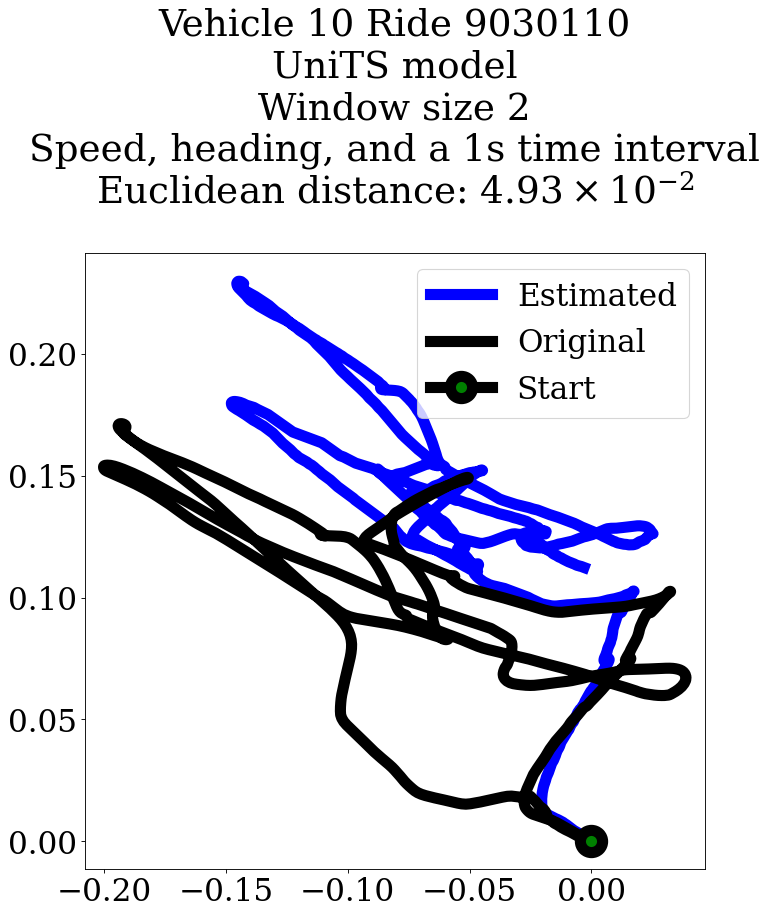 Vehicle 10 Ride 9030110
UniTS model
Window size 2
Speed, heading, and a 1s time interval
Euclidean distance: 4.93 × 10⁻²
Estimated
Original
Start
0.20
0.15
0.10
0.05
0.00
−0.20 −0.15 −0.10 −0.05 0.00